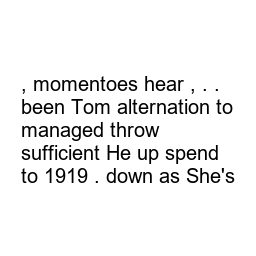 , momentoes hear , . .
been Tom alternation to
managed throw
sufficient He up spend
to 1919 . down as She's